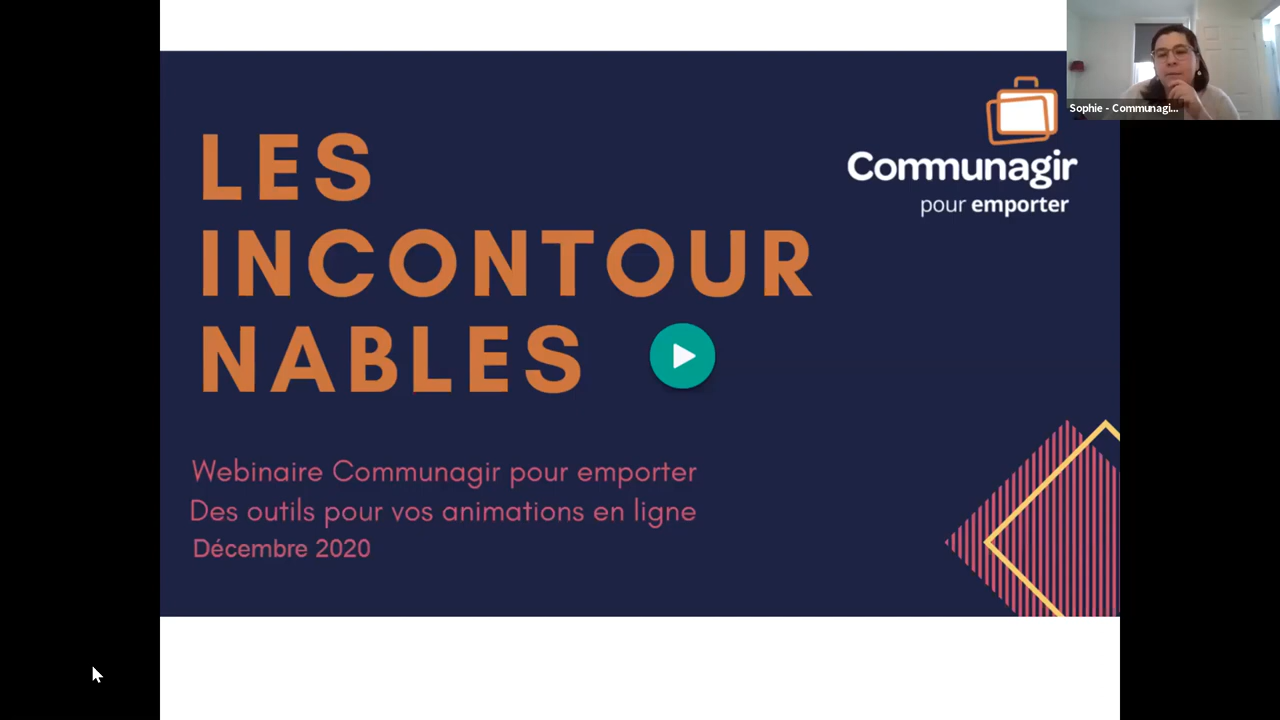 LES
INCONTOUR
NABLES
Communagir
pour emporter
Sophie - Communagi...
Webinaire Communagir pour emporter
Des outils pour vos animations en ligne
Décembre 2020